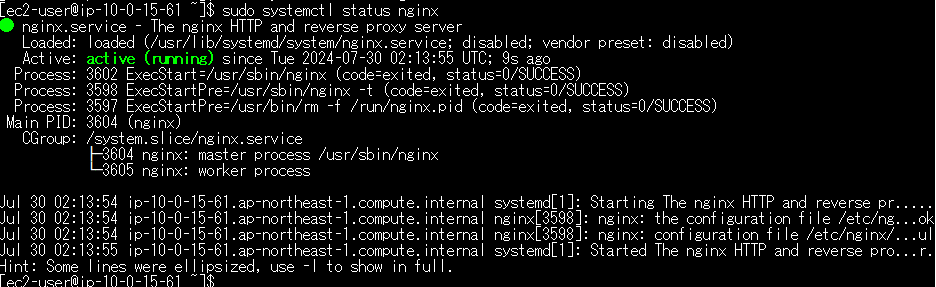 [ec2-user@ip-10-0-15-61 ~]$ sudo systemctl status nginx
● nginx.service - The nginx HTTP and reverse proxy server
   Loaded: loaded (/usr/lib/systemd/system/nginx.service; disabled; vendor preset: disabled)
   Active: active (running) since Tue 2024-07-30 02:13:55 UTC; 9s ago
  Process: 3602 ExecStart=/usr/sbin/nginx (code=exited, status=0/SUCCESS)
  Process: 3598 ExecStartPre=/usr/sbin/nginx -t (code=exited, status=0/SUCCESS)
  Process: 3597 ExecStartPre=/usr/bin/rm -f /run/nginx.pid (code=exited, status=0/SUCCESS)
 Main PID: 3604 (nginx)
   CGroup: /system.slice/nginx.service
           ├─3604 nginx: master process /usr/sbin/nginx
           └─3605 nginx: worker process

Jul 30 02:13:54 ip-10-0-15-61.ap-northeast-1.compute.internal systemd[1]: Starting The nginx HTTP and reverse pr.....
Jul 30 02:13:54 ip-10-0-15-61.ap-northeast-1.compute.internal nginx[3598]: nginx: the configuration file /etc/ng...ok
Jul 30 02:13:54 ip-10-0-15-61.ap-northeast-1.compute.internal nginx[3598]: nginx: configuration file /etc/nginx/...ul
Jul 30 02:13:55 ip-10-0-15-61.ap-northeast-1.compute.internal systemd[1]: Started The nginx HTTP and reverse pro...r.
Hint: Some lines were ellipsized, use -l to show in full.
[ec2-user@ip-10-0-15-61 ~]$